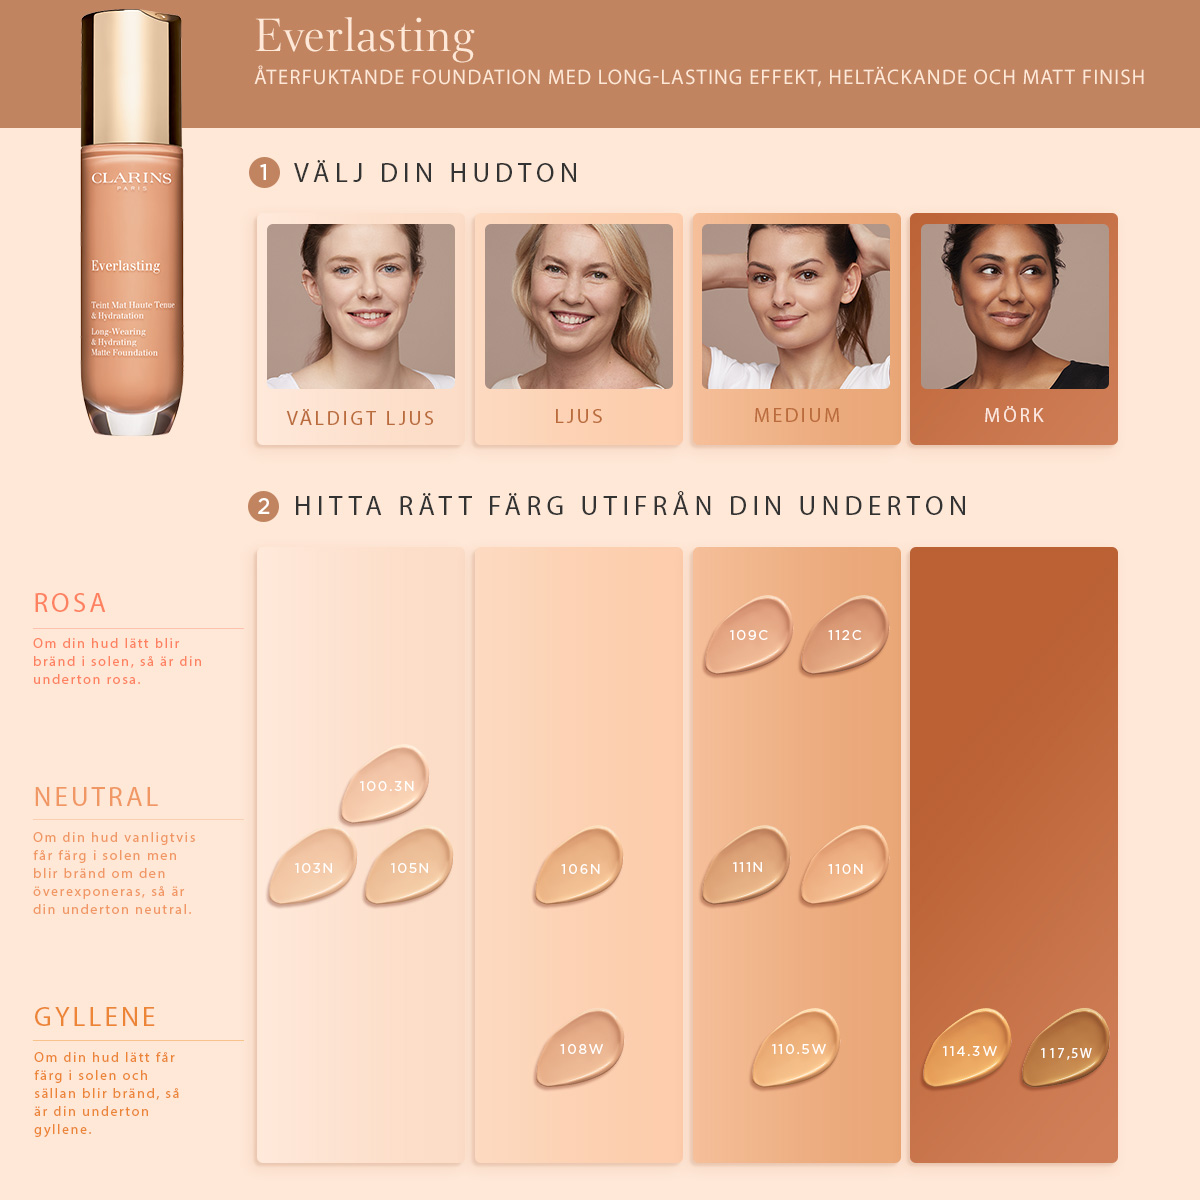 Everlasting
ÅTERFUKTANDE FOUNDATION MED LONG-LASTING EFFEKT, HELTÄCKANDE OCH MATT FINISH
CLARINS
PARIS
Everlasting
Teint Mat Haute Tenue
& Hydratation
Long-Wearing
& Hydrating
Matte Foundation
1 VÄLJ DIN HUDTON
VÄLDIGT LJUS
LJUS
MEDIUM
MÖRK
2 HITTA RÄTT FÄRG UTIFRÅN DIN UNDERTON
ROSA
Om din hud lätt blir
bränd i solen, så är din
underton rosa.
109C
112C
NEUTRAL
Om din hud vanligtvis
får färg i solen men
blir bränd om den
överexponeras, så är
din underton neutral.
100.3N
103N
105N
106N
111N
110N
GYLLENE
Om din hud lätt får
färg i solen och
sällan blir bränd, så
är din underton
gyllene.
108W
110.5W
114.3W
117,5W